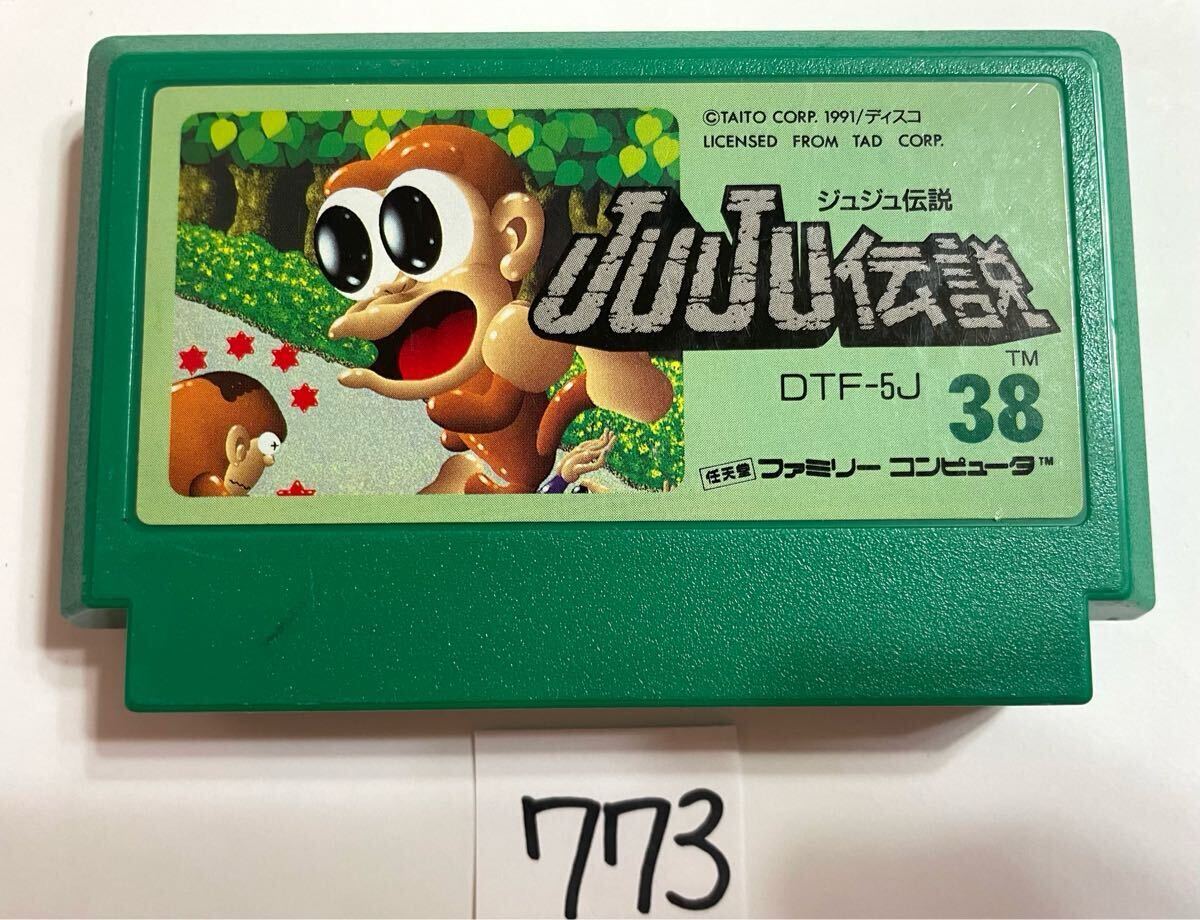 ©TAITO CORP. 1991/ディスコ
LICENSED FROM TAD CORP.
ジュジュ伝説
JUJU伝説
TM
DTF-5J
38
任天堂 ファミリー コンピュータ™
773